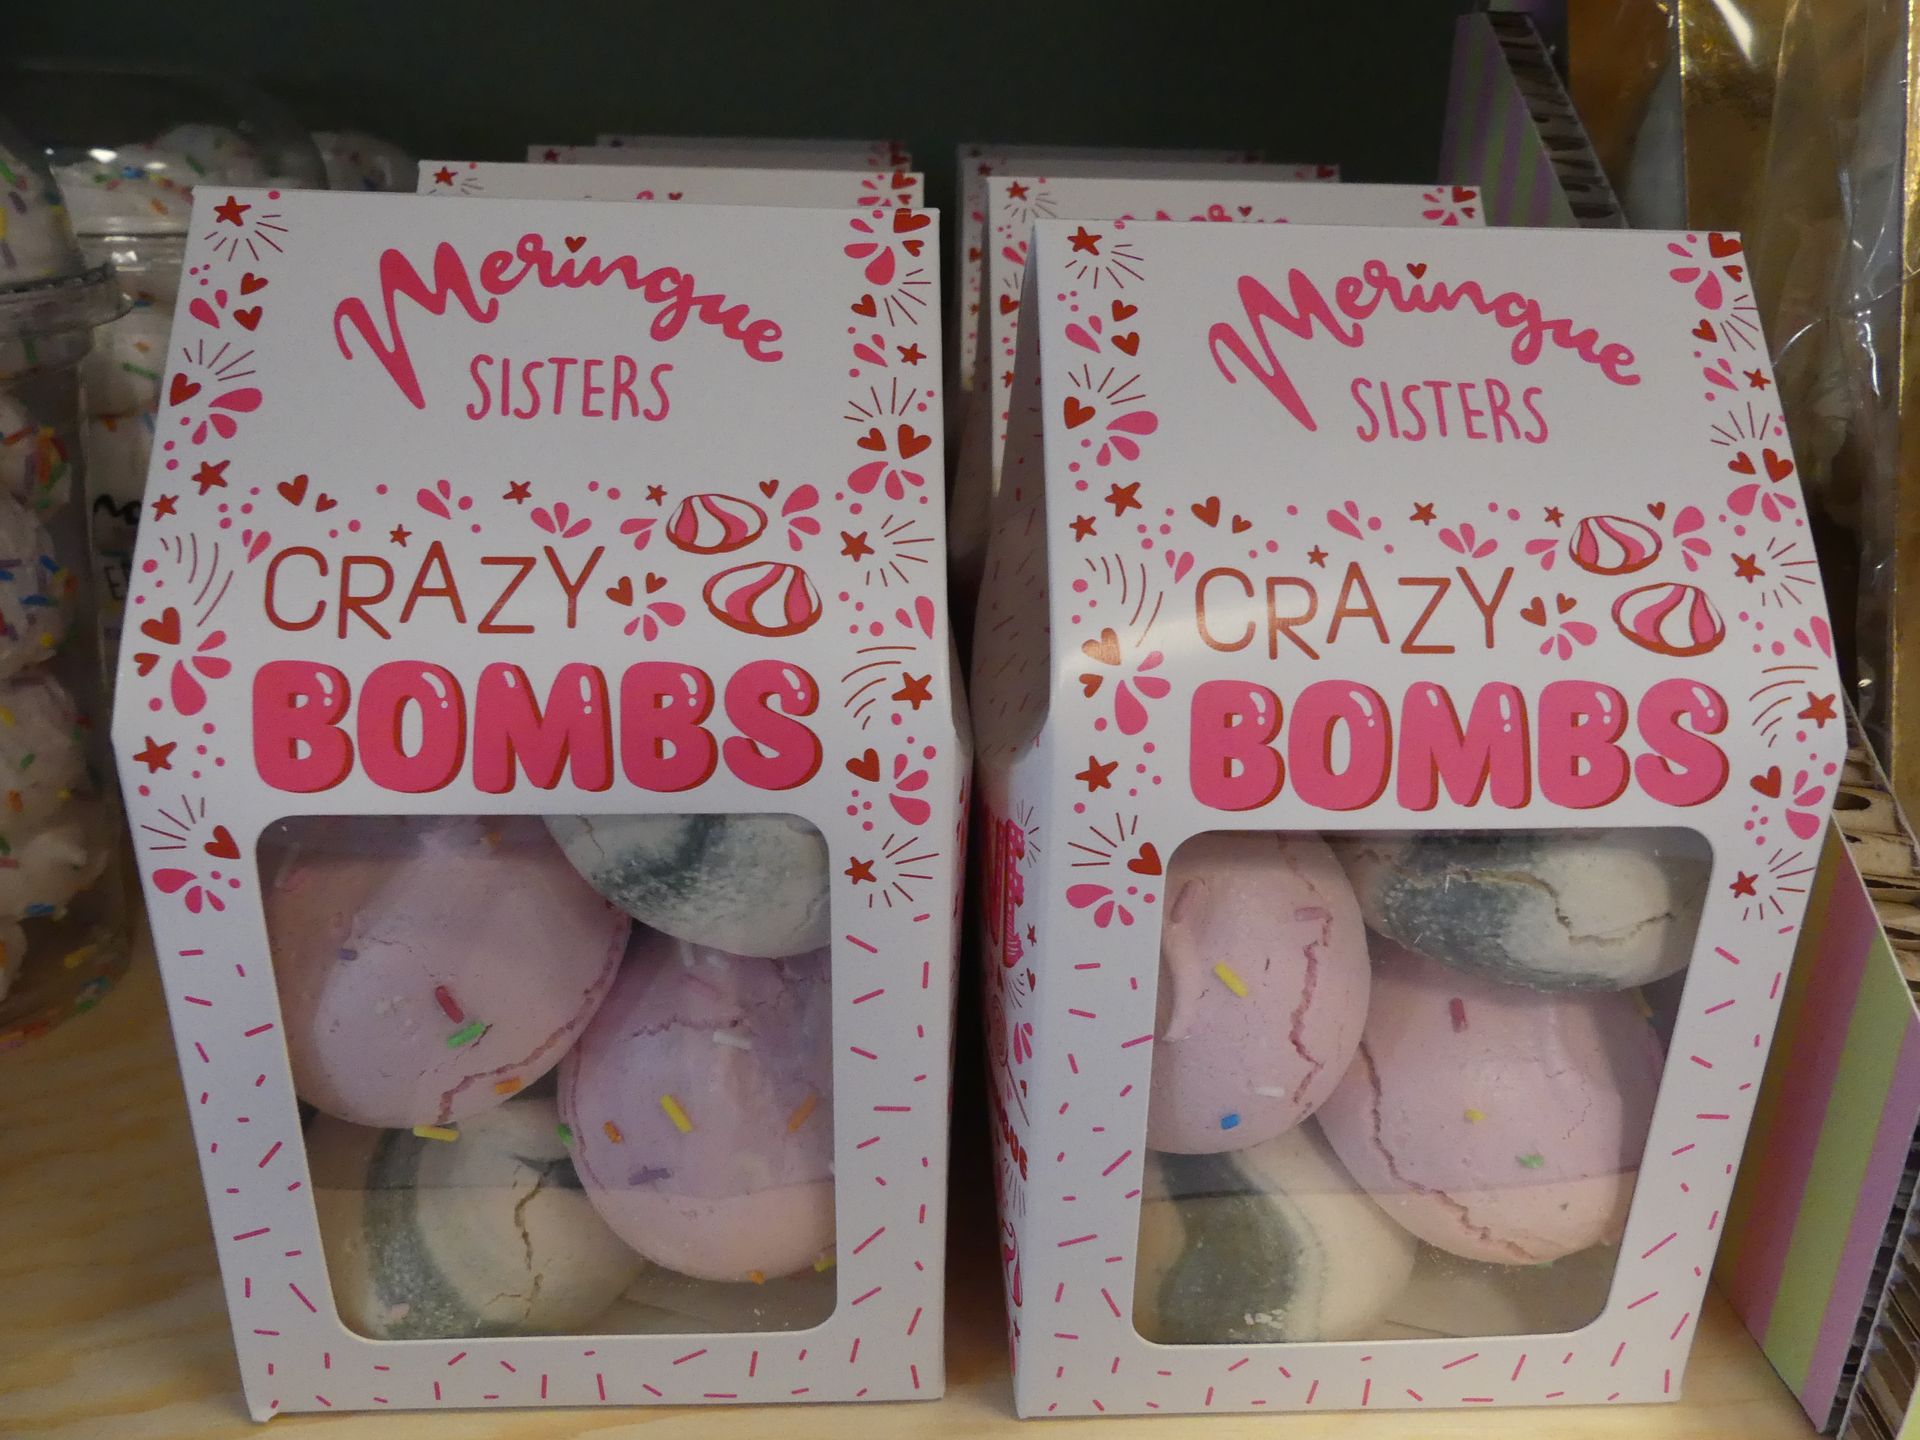 Meringue
SISTERS
CRAZY
BOMBS
Meringue
SISTERS
CRAZY
BOMBS